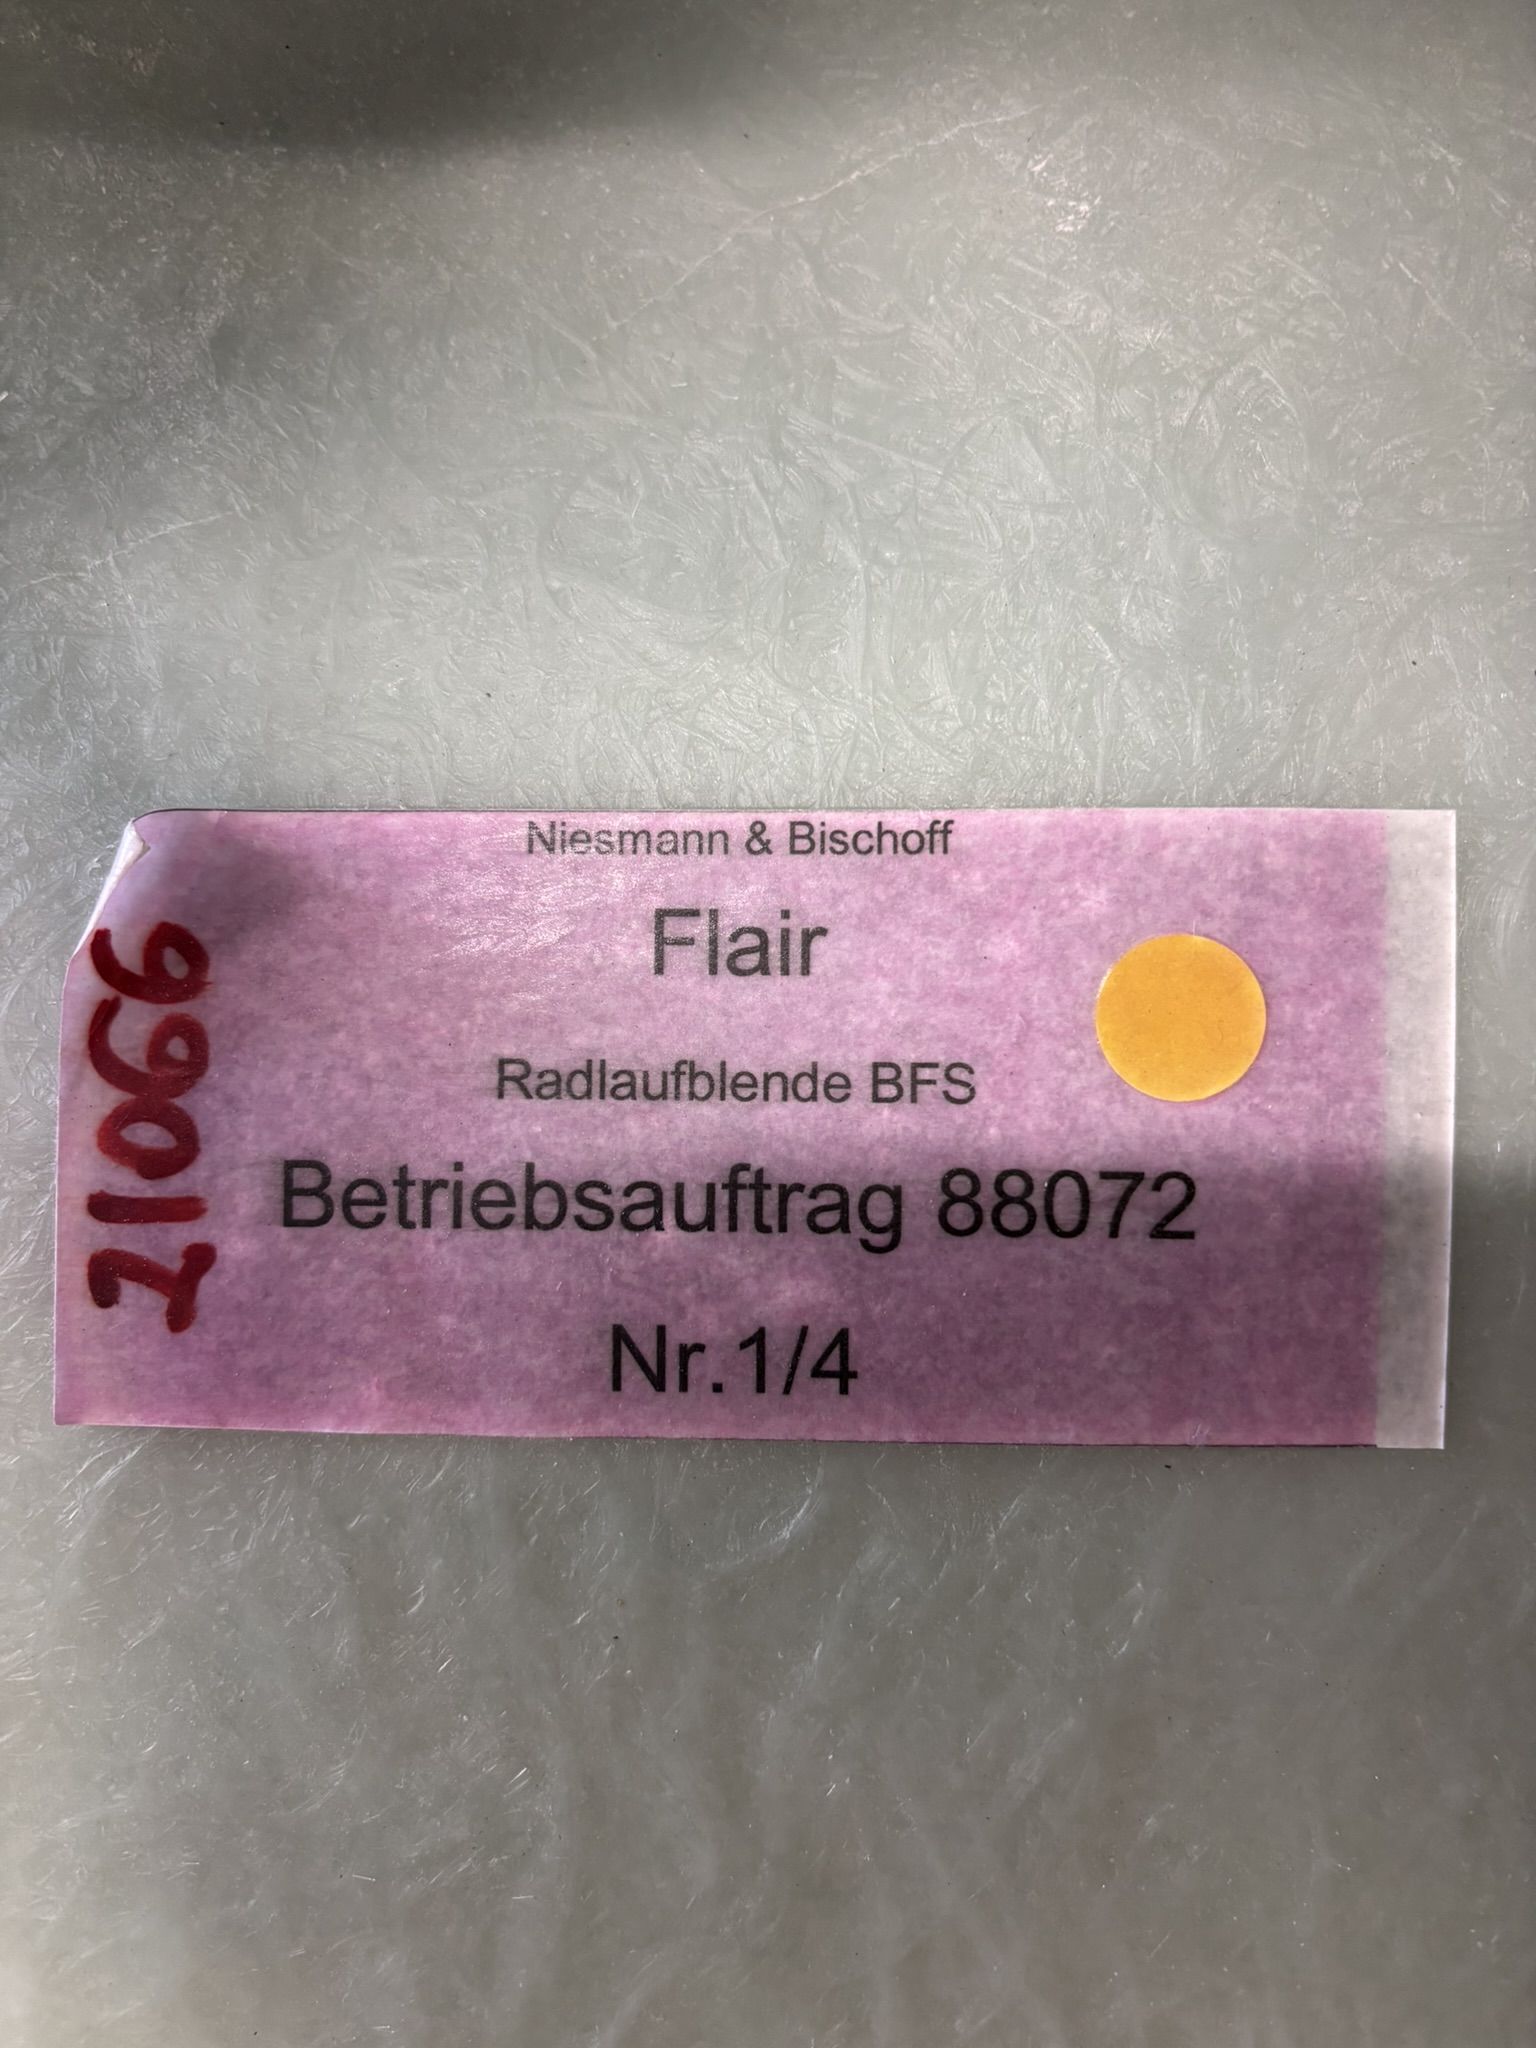 Niesmann & Bischoff
Flair
Radlaufblende BFS
Betriebsauftrag 88072
Nr.1/4
21066